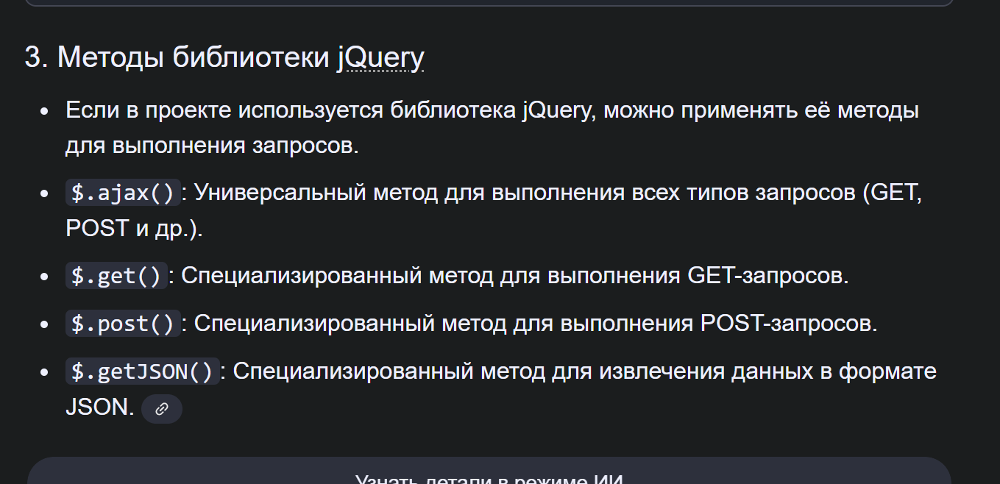 3. Методы библиотеки jQuery
Если в проекте используется библиотека jQuery, можно применять её методы
для выполнения запросов.
$.ajax(): Универсальный метод для выполнения всех типов запросов (GET,
POST и др.).
$.get(): Специализированный метод для выполнения GET-запросов.
$.post(): Специализированный метод для выполнения POST-запросов.
$.getJSON(): Специализированный метод для извлечения данных в формате
JSON.
Узнать детали в режиме ИИ